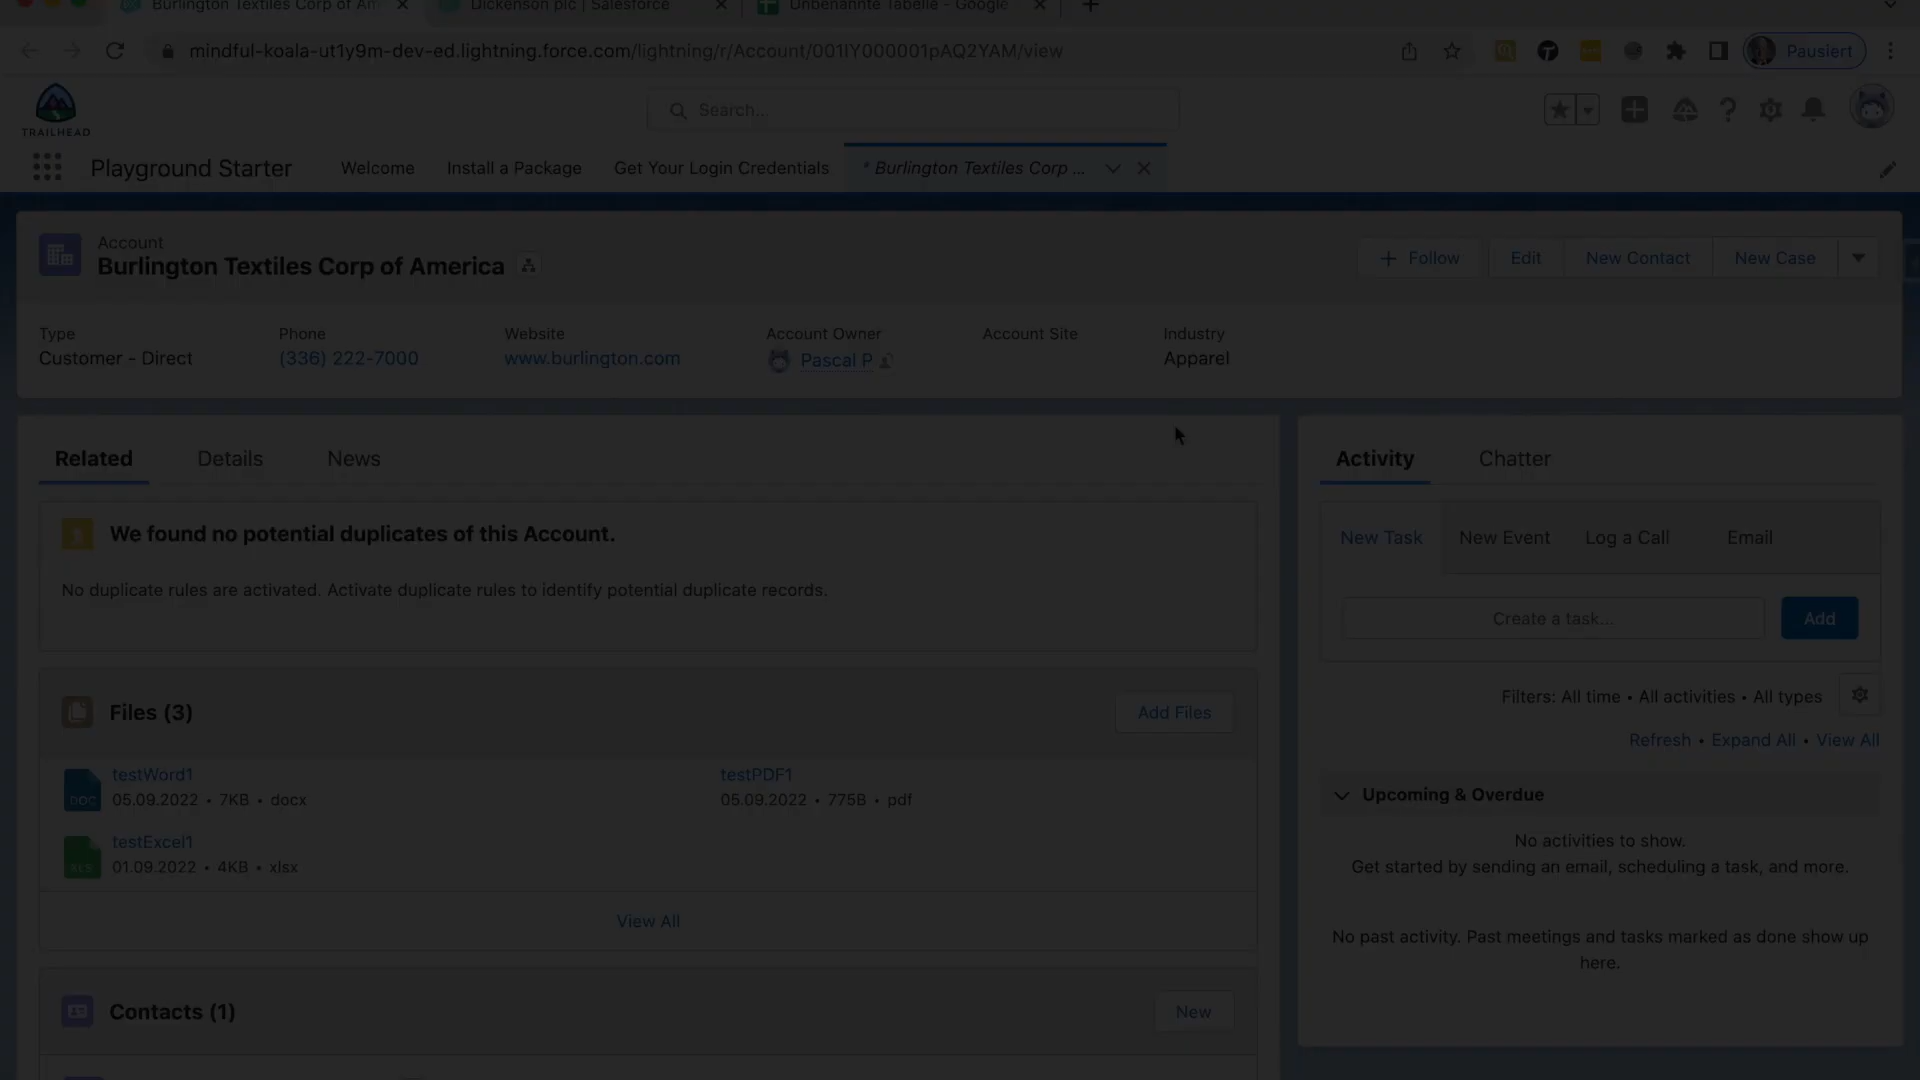 Burlington Textiles Corp of Am
Dickenson plc | Salesforce
Unbenannte Tabelle - Google
mindful-koala-ut1y9m-dev-ed.lightning.force.com/lightning/r/Account/001IY000001pAQ2YAM/view
Pausiert
TRAILHEAD
Search...
Playground Starter
Welcome
Install a Package
Get Your Login Credentials
* Burlington Textiles Corp ...
Account
Burlington Textiles Corp of America
Follow
Edit
New Contact
New Case
Type
Phone
Website
Account Owner
Account Site
Industry
Customer - Direct
(336) 222-7000
www.burlington.com
Pascal P
Apparel
Related
Details
News
We found no potential duplicates of this Account.
No duplicate rules are activated. Activate duplicate rules to identify potential duplicate records.
Files (3)
Add Files
DOC
testWord1
05.09.2022 • 7KB • docx
testPDF1
05.09.2022 • 775B • pdf
XLS
testExcel1
01.09.2022 • 4KB • xlsx
View All
Contacts (1)
New
Activity
Chatter
New Task
New Event
Log a Call
Email
Create a task...
Add
Filters: All time • All activities • All types
Refresh • Expand All • View All
Upcoming & Overdue
No activities to show.
Get started by sending an email, scheduling a task, and more.
No past activity. Past meetings and tasks marked as done show up
here.